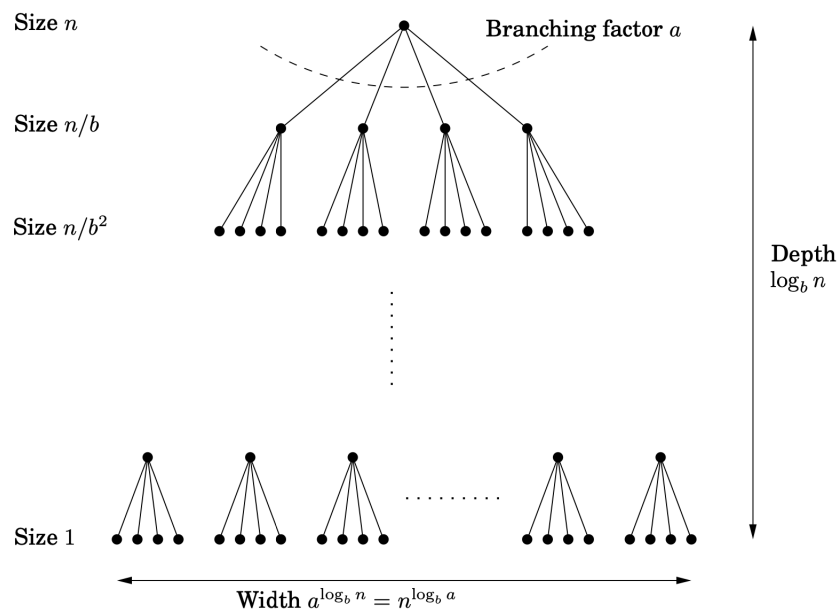 Size n
Branching factor a
Size n/b
Size n/b²
Depth
log_b n
Size 1
Width a^{log_b n} = n^{log_b a}